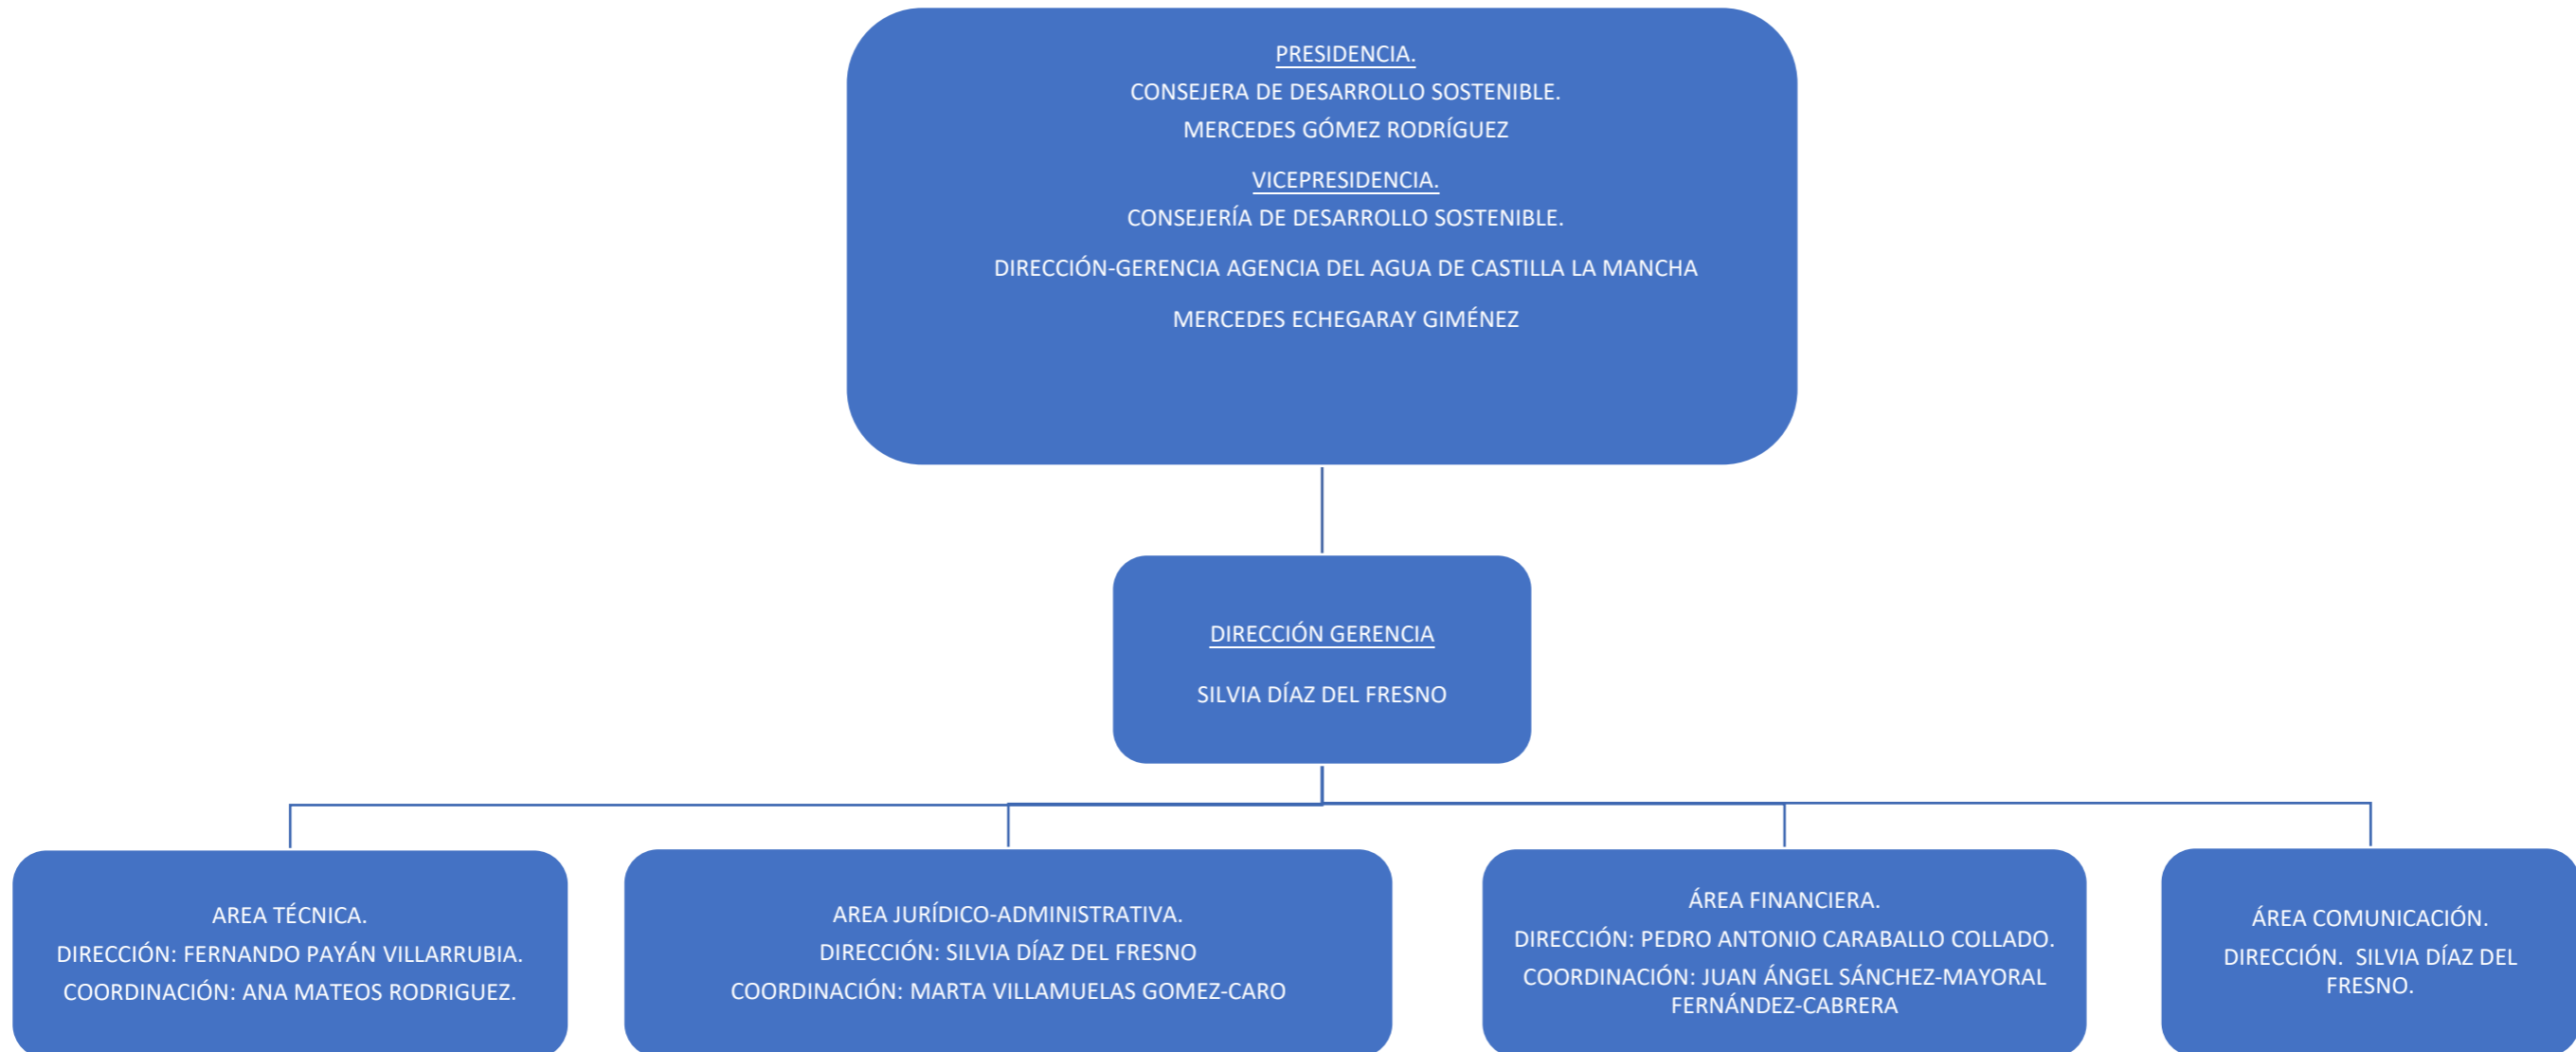 PRESIDENCIA.
CONSEJERA DE DESARROLLO SOSTENIBLE.
MERCEDES GÓMEZ RODRÍGUEZ
VICEPRESIDENCIA.
CONSEJERÍA DE DESARROLLO SOSTENIBLE.
DIRECCIÓN-GERENCIA AGENCIA DEL AGUA DE CASTILLA LA MANCHA
MERCEDES ECHEGARAY GIMÉNEZ
DIRECCIÓN GERENCIA
SILVIA DÍAZ DEL FRESNO
AREA TÉCNICA.
DIRECCIÓN: FERNANDO PAYÁN VILLARRUBIA.
COORDINACIÓN: ANA MATEOS RODRIGUEZ.
AREA JURÍDICO-ADMINISTRATIVA.
DIRECCIÓN: SILVIA DÍAZ DEL FRESNO
COORDINACIÓN: MARTA VILLAMUELAS GOMEZ-CARO
ÁREA FINANCIERA.
DIRECCIÓN: PEDRO ANTONIO CARABALLO COLLADO.
COORDINACIÓN: JUAN ÁNGEL SÁNCHEZ-MAYORAL
FERNÁNDEZ-CABRERA
ÁREA COMUNICACIÓN.
DIRECCIÓN.  SILVIA DÍAZ DEL
FRESNO.